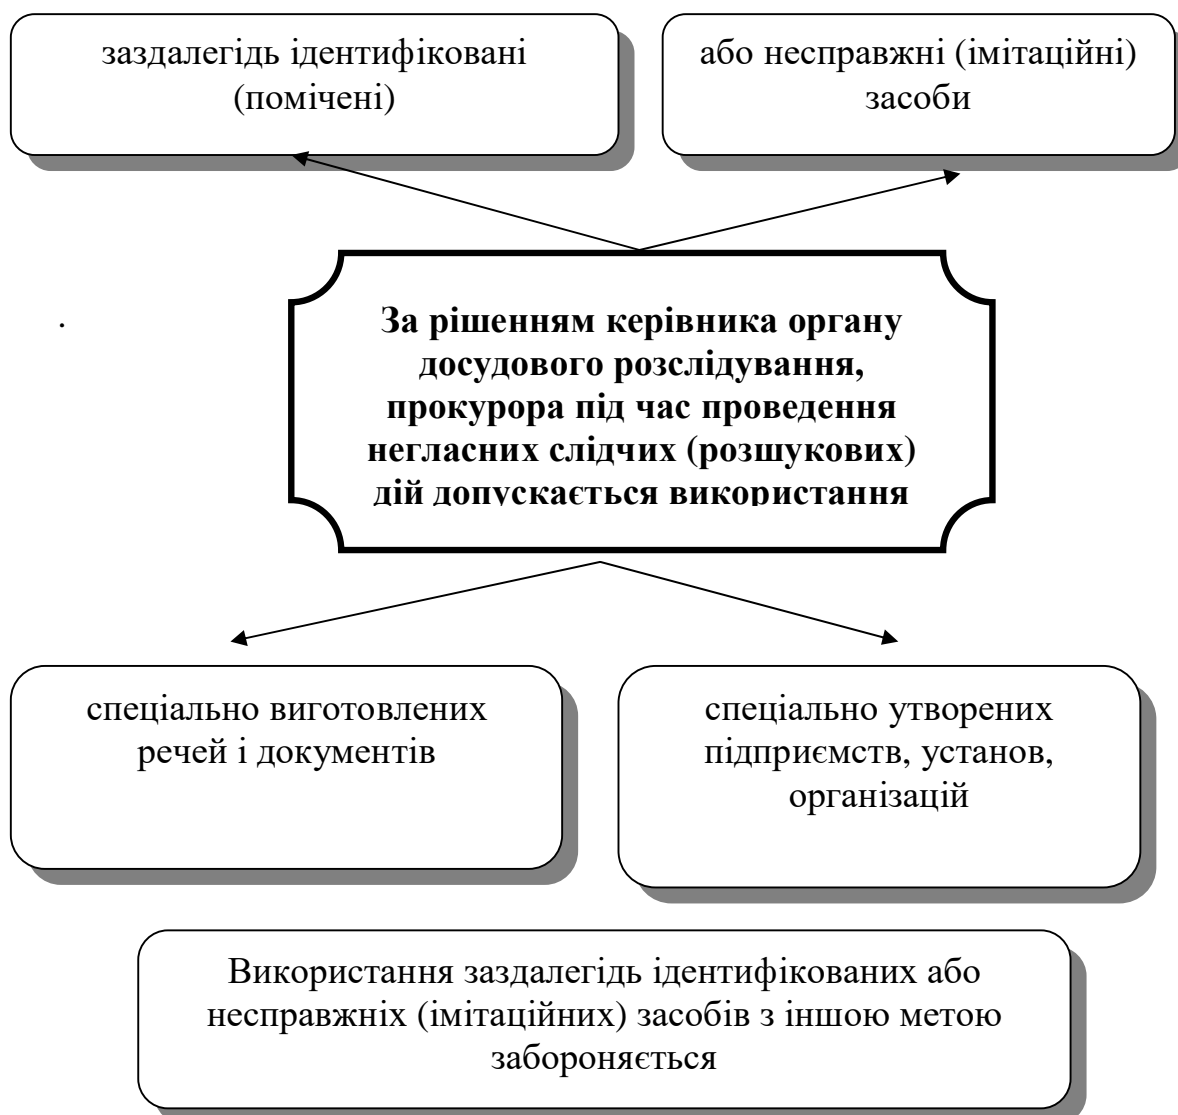 заздалегідь ідентифіковані
(помічені)
або несправжні (імітаційні)
засоби
.
За рішенням керівника органу
досудового розслідування,
прокурора під час проведення
негласних слідчих (розшукових)
дій допускається використання
спеціально виготовлених
речей і документів
спеціально утворених
підприємств, установ,
організацій
Використання заздалегідь ідентифікованих або
несправжніх (імітаційних) засобів з іншою метою
забороняється